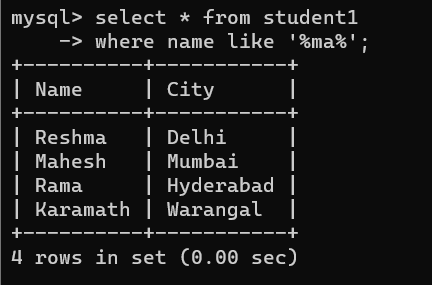 mysql> select * from student1
    -> where name like '%ma%';
+----------+-----------+
| Name     | City      |
+----------+-----------+
| Reshma   | Delhi     |
| Mahesh   | Mumbai    |
| Rama     | Hyderabad |
| Karamath | Warangal  |
+----------+-----------+
4 rows in set (0.00 sec)